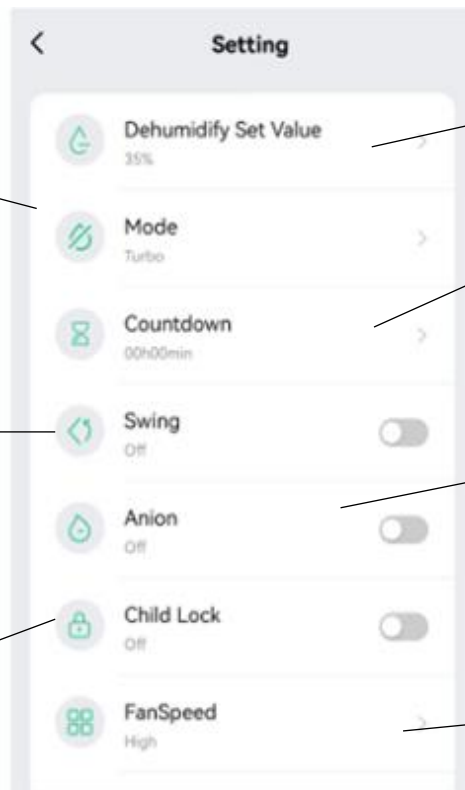 Setting
Dehumidify Set Value
35%
Mode
Turbo
Countdown
00h00min
Swing
Off
Anion
Off
Child Lock
Off
FanSpeed
High